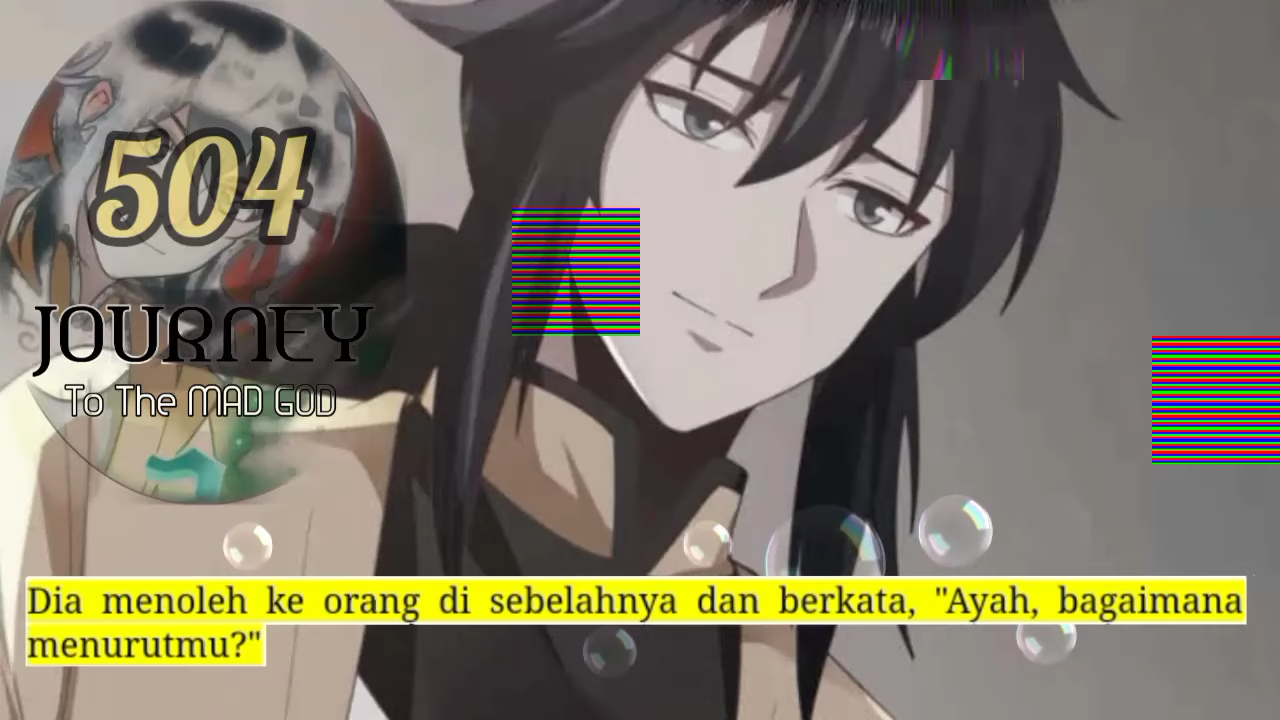 504
JOURNEY
To The MAD GOD
Dia menoleh ke orang di sebelahnya dan berkata, "Ayah, bagaimana
menurutmu?"